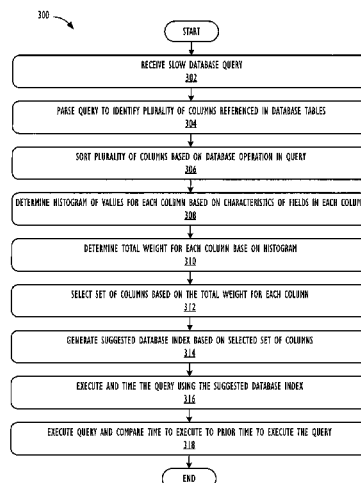 300
START
RECEIVE SLOW DATABASE QUERY
302
PARSE QUERY TO IDENTIFY PLURALITY OF COLUMNS REFERENCED IN DATABASE TABLES
304
SORT PLURALITY OF COLUMNS BASED ON DATABASE OPERATION IN QUERY
306
DETERMINE HISTOGRAM OF VALUES FOR EACH COLUMN BASED ON CHARACTERISTICS OF FIELDS IN EACH COLUMN
308
DETERMINE TOTAL WEIGHT FOR EACH COLUMN BASE ON HISTOGRAM
310
SELECT SET OF COLUMNS BASED ON THE TOTAL WEIGHT FOR EACH COLUMN
312
GENERATE SUGGESTED DATABASE INDEX BASED ON SELECTED SET OF COLUMNS
314
EXECUTE AND TIME THE QUERY USING THE SUGGESTED DATABASE INDEX
316
EXECUTE QUERY AND COMPARE TIME TO EXECUTE TO PRIOR TIME TO EXECUTE THE QUERY
318
END